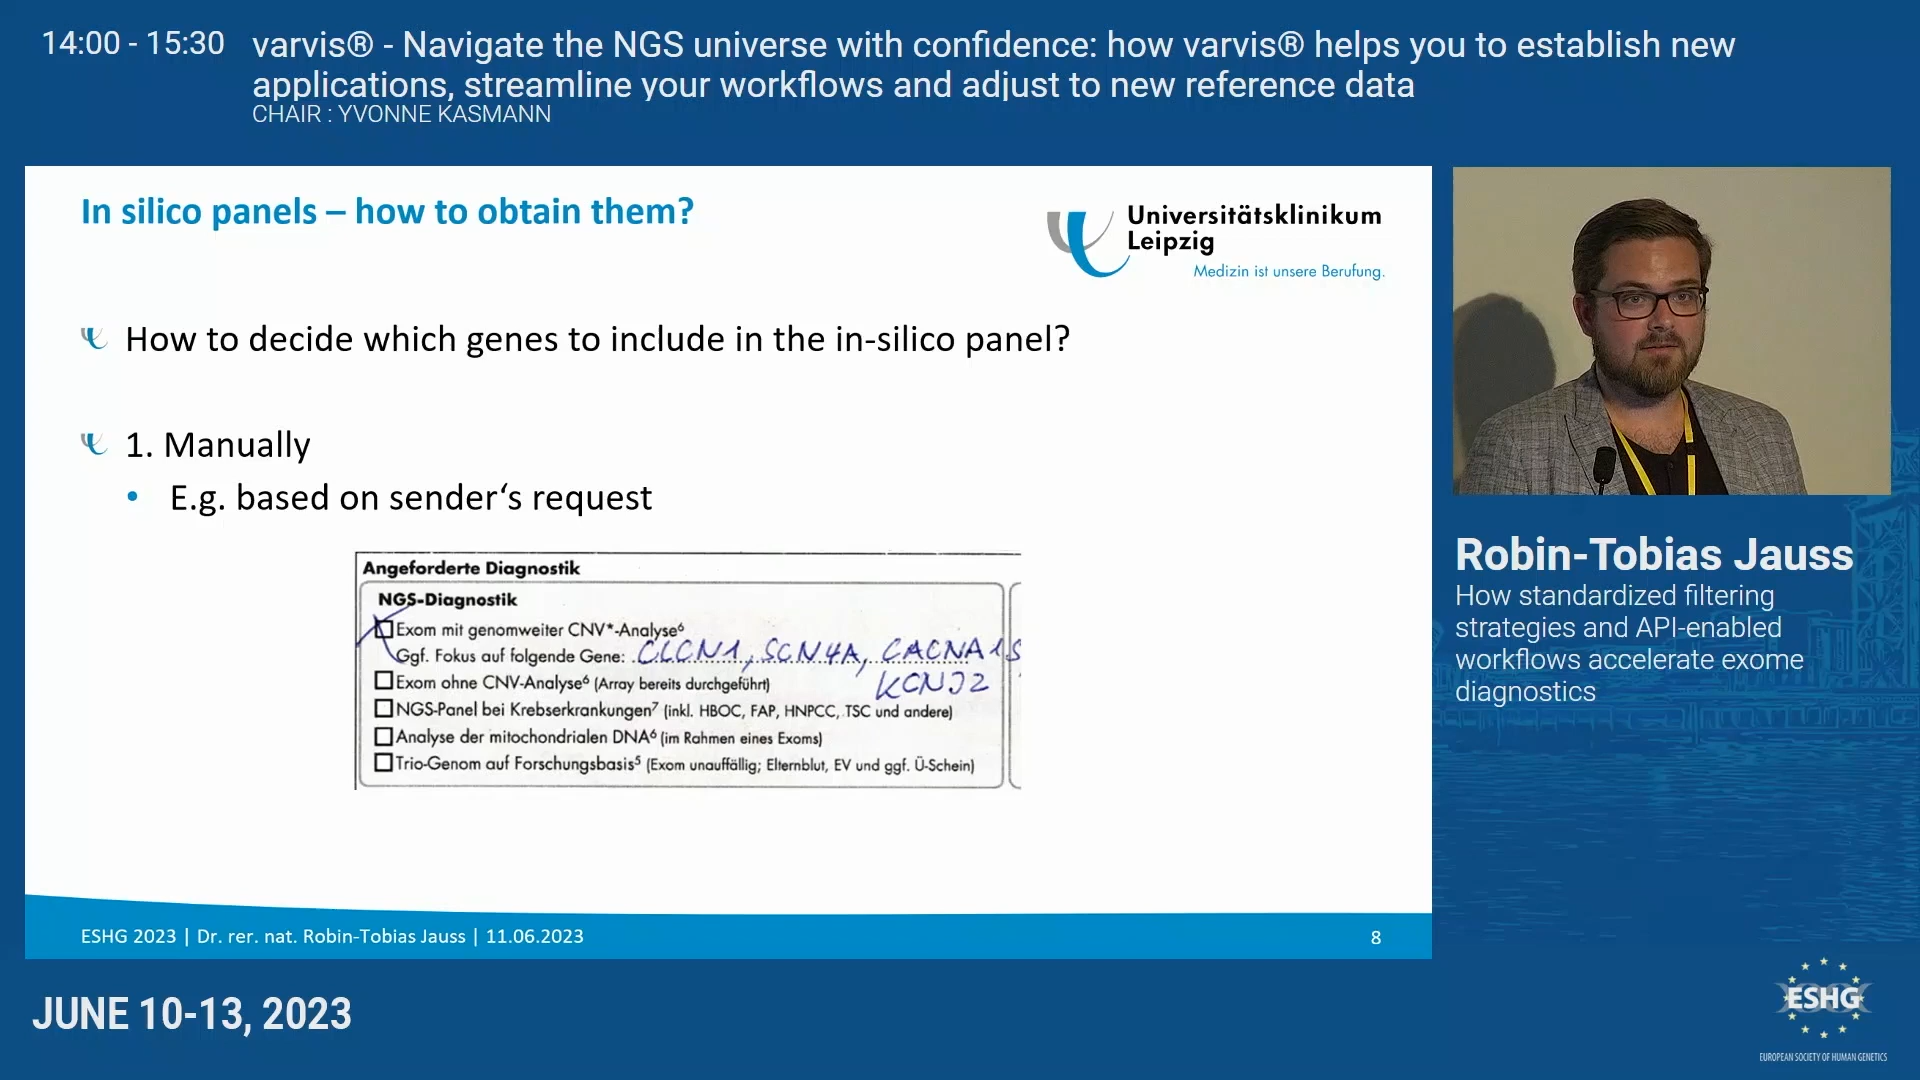 14:00 - 15:30
varvis® - Navigate the NGS universe with confidence: how varvis® helps you to establish new
applications, streamline your workflows and adjust to new reference data
CHAIR : YVONNE KASMANN
In silico panels – how to obtain them?
Universitätsklinikum
Leipzig
Medizin ist unsere Berufung.
How to decide which genes to include in the in-silico panel?
1. Manually
• E.g. based on sender‘s request
Angeforderte Diagnostik
NGS-Diagnostik
Exom mit genomweiter CNV*-Analyse⁶
Ggf. Fokus auf folgende Gene: CLCN1, SCN4A, CACNA1S,
KCNJ2
Exom ohne CNV-Analyse⁶ (Array bereits durchgeführt)
NGS-Panel bei Krebserkrankungen⁷ (inkl. HBOC, FAP, HNPCC, TSC und andere)
Analyse der mitochondrialen DNA⁶ (im Rahmen eines Exoms)
Trio-Genom auf Forschungsbasis⁵ (Exom unauffällig; Elternblut, EV und ggf. Ü-Schein)
ESHG 2023 | Dr. rer. nat. Robin-Tobias Jauss | 11.06.2023
8
Robin-Tobias Jauss
How standardized filtering
strategies and API-enabled
workflows accelerate exome
diagnostics
JUNE 10-13, 2023
ESHG
EUROPEAN SOCIETY OF HUMAN GENETICS